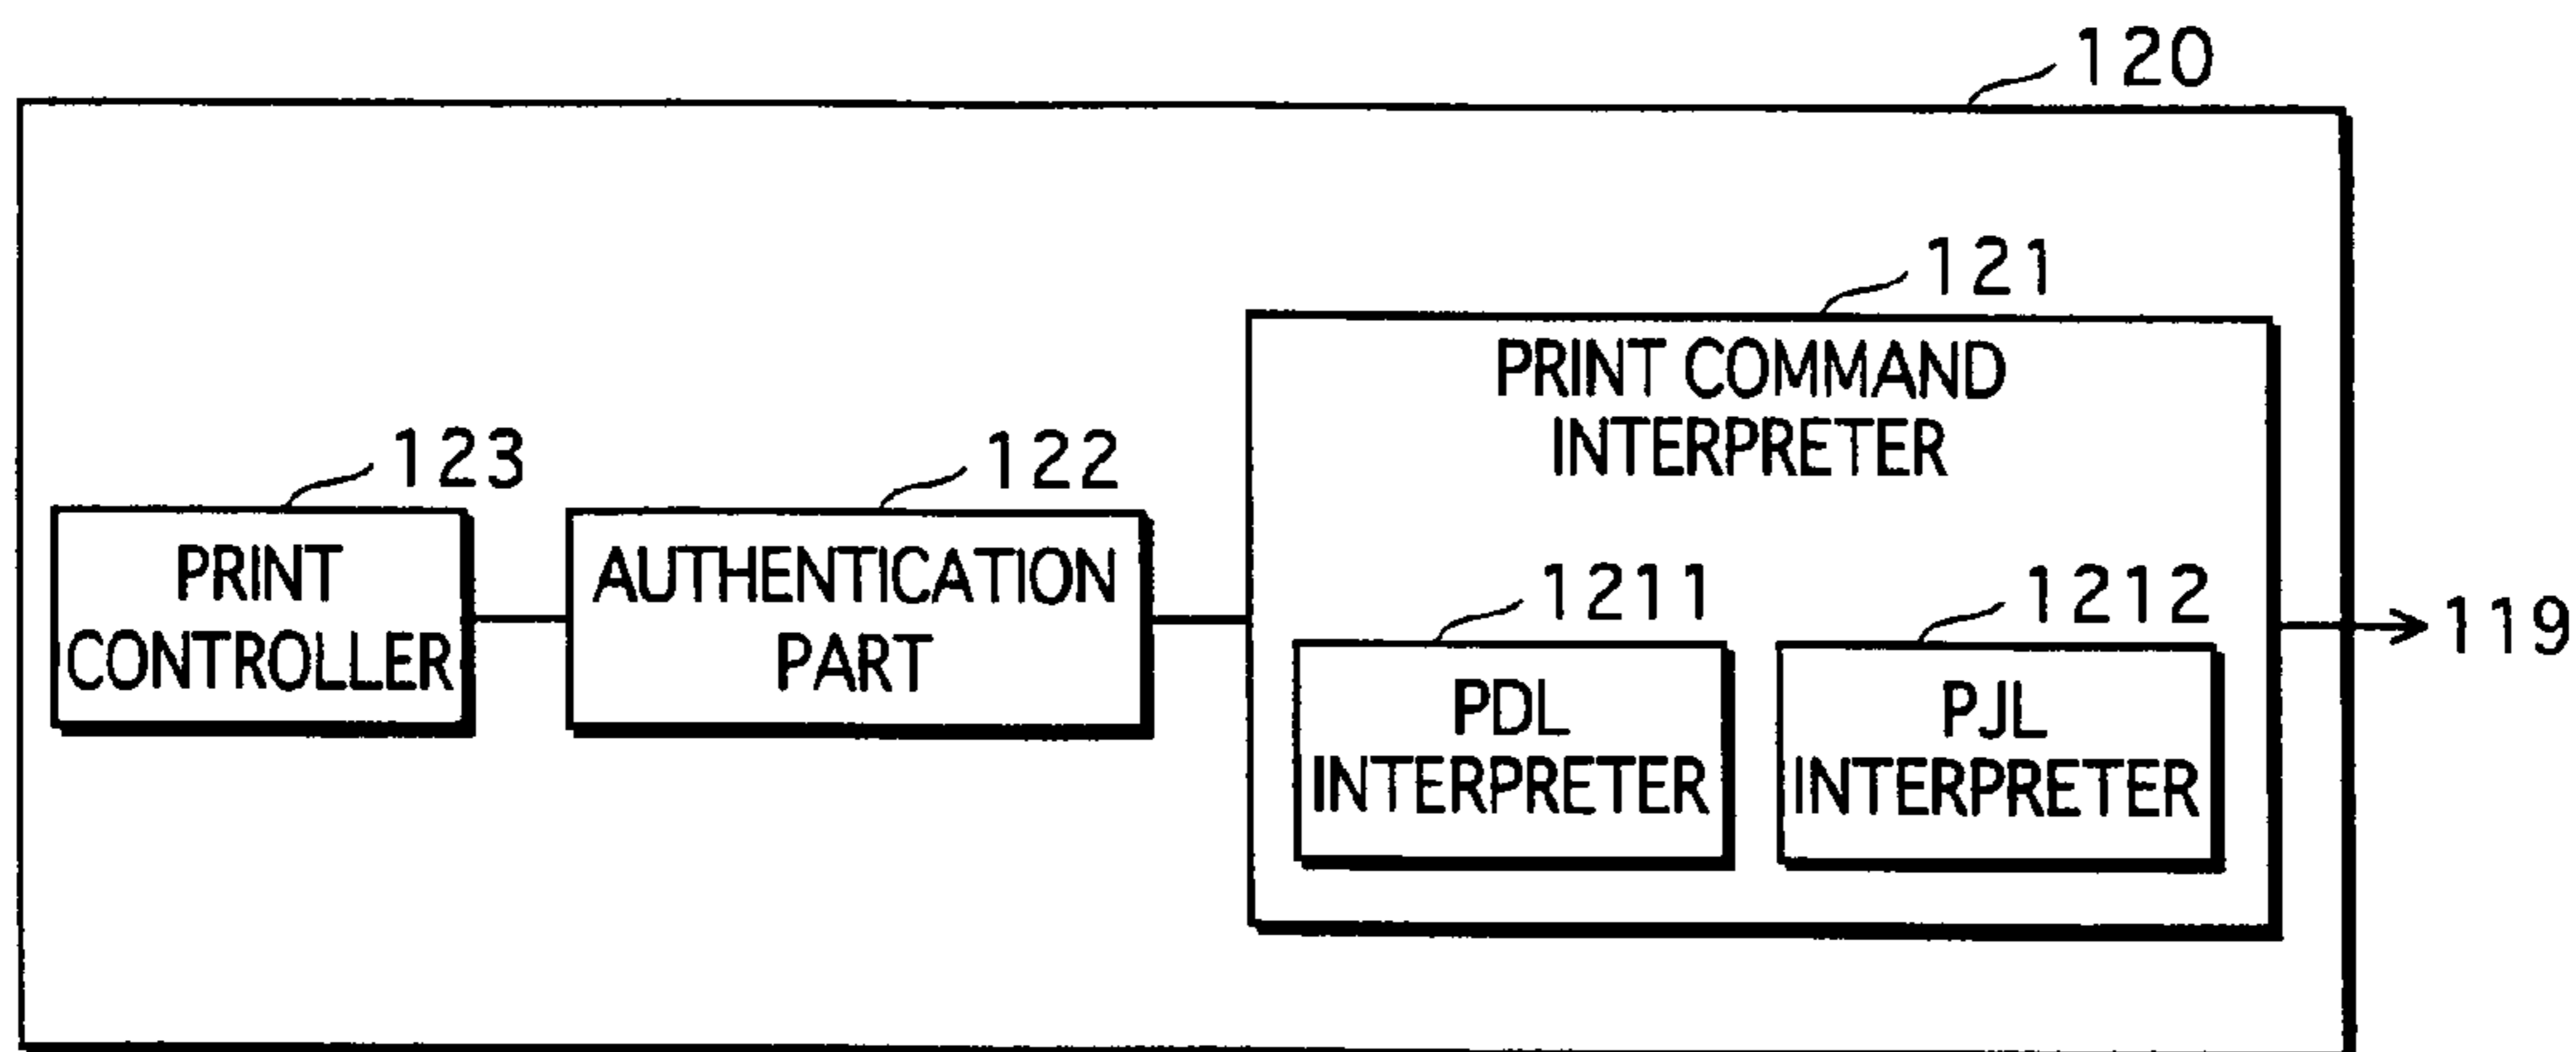 120
121
PRINT COMMAND
INTERPRETER
123
122
PRINT
CONTROLLER
AUTHENTICATION
PART
1211
1212
PDL
INTERPRETER
PJL
INTERPRETER
119